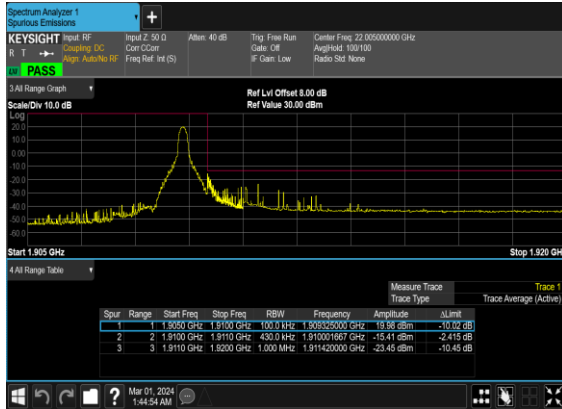 Spectrum Analyzer 1
Spurious Emissions
KEYSIGHT Input: RF Input Z: 50 Ω Atten: 40 dB Trig: Free Run Center Freq: 22.005000000 GHz
R T Coupling: DC Corr CCorr Gate: Off Avg|Hold: 100/100
Align: Auto/No RF Freq Ref: Int (S) IF Gain: Low Radio Std: None
PASS
3 All Range Graph
Ref Lvl Offset 8.00 dB
Scale/Div 10.0 dB Ref Value 30.00 dBm
Log
20.0
10.0
0.00
-10.0
-20.0
-30.0
-40.0
-50.0
-60.0
Start 1.905 GHz Stop 1.920 GH
4 All Range Table
Measure Trace Trace 1
Trace Type Trace Average (Active)
Spur Range Start Freq Stop Freq RBW Frequency Amplitude ΔLimit
1 1 1.9050 GHz 1.9100 GHz 100.0 kHz 1.909325000 GHz 19.98 dBm -10.02 dB
2 2 1.9100 GHz 1.9110 GHz 430.0 kHz 1.910001667 GHz -15.41 dBm -2.415 dB
3 3 1.9110 GHz 1.9200 GHz 1.000 MHz 1.911420000 GHz -23.45 dBm -10.45 dB
Mar 01, 2024
1:44:54 AM